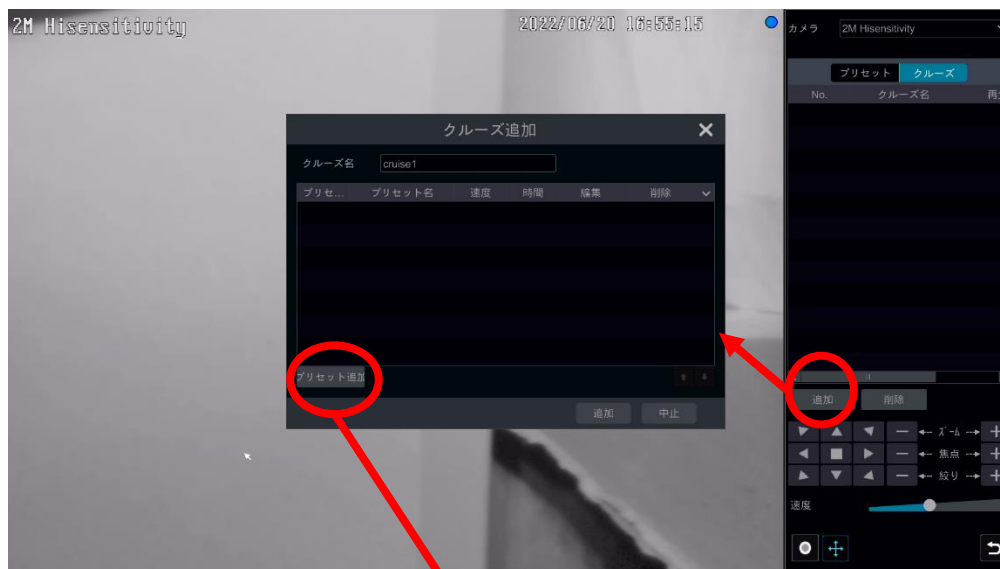 2M Hisensitivity
2022/06/20 16:55:15
カメラ 2M Hisensitivity
プリセット クルーズ
No. クルーズ名
クルーズ追加
クルーズ名 cruise1
プリセ... プリセット名 速度 時間 編集 削除
プリセット追加
追加 中止
追加 削除
ズーム
焦点
絞り
速度